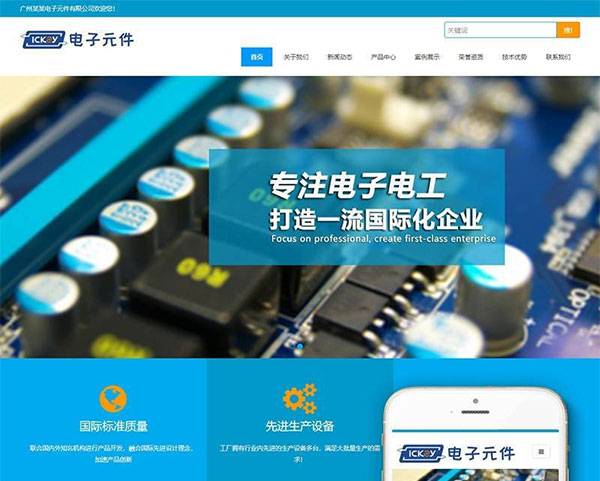 广州某某电子元件有限公司欢迎您!
ICKEY 电子元件
关键词
搜!
首页 关于我们 新闻动态 产品中心 案例展示 荣誉资质 技术优势 联系我们
专注电子电工
打造一流国际化企业
Focus on professional, create first-class enterprise
R60
R60
OPTICAL
国际标准质量
联合国内外知名机构进行产品开发，融合国际先进设计理念，
加速产品创新
先进生产设备
工厂拥有行业内先进的生产设备多台，满足大批量生产的需
求！
ICKEY 电子元件